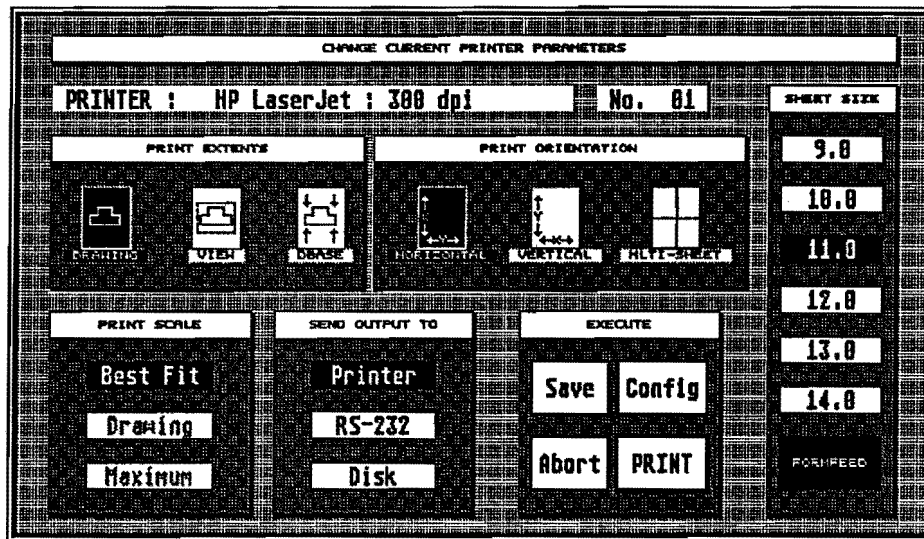 CHANGE CURRENT PRINTER PARAMETERS
PRINTER : HP LaserJet : 300 dpi
No. 01
SHEET SIZE
9.0
10.0
11.0
12.0
13.0
14.0
FORMFEED
PRINT EXTENTS
DRAWING
VIEW
DBASE
PRINT ORIENTATION
X
Y
HORIZONTAL
Y
X
VERTICAL
MLTI-SHEET
PRINT SCALE
Best Fit
Drawing
Maximum
SEND OUTPUT TO
Printer
RS-232
Disk
EXECUTE
Save
Config
Abort
PRINT